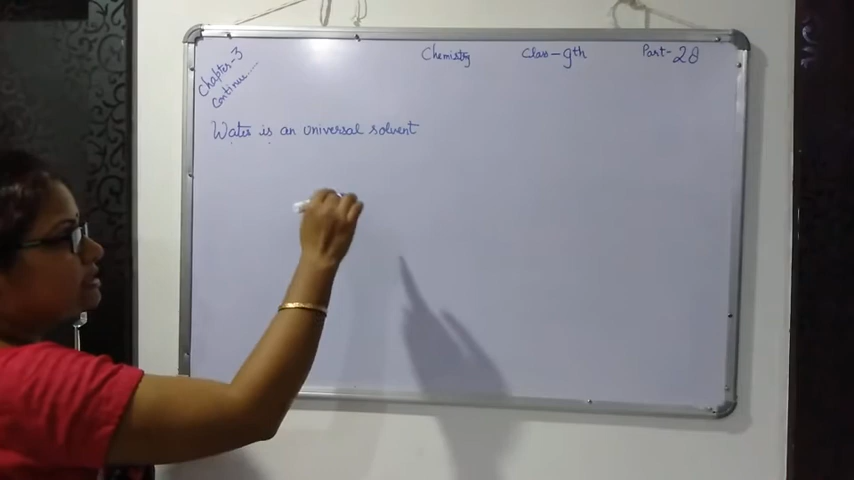 Chapter-3
Continue.....
Chemistry
Class-9th
Part-28
Water is an universal solvent